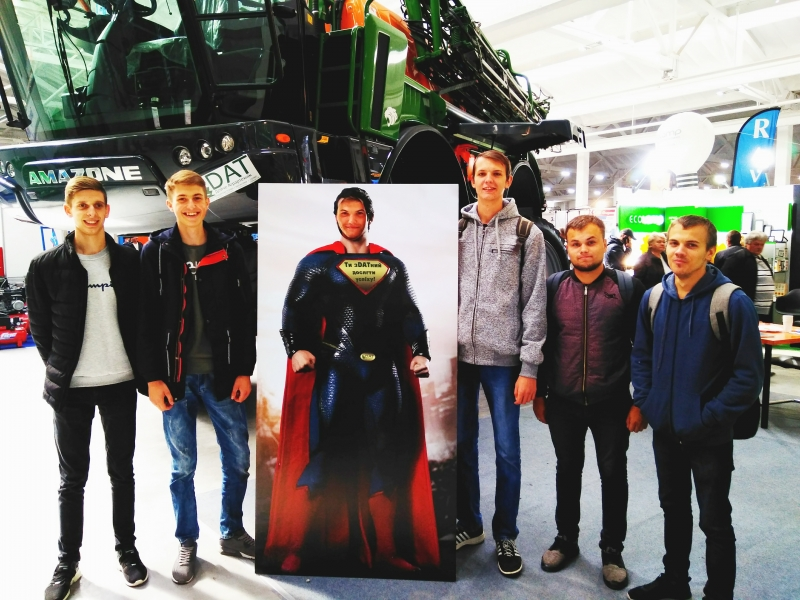 AMAZONE
DAT
Ти зDATний
досягти
успіху!
ECO
R
V